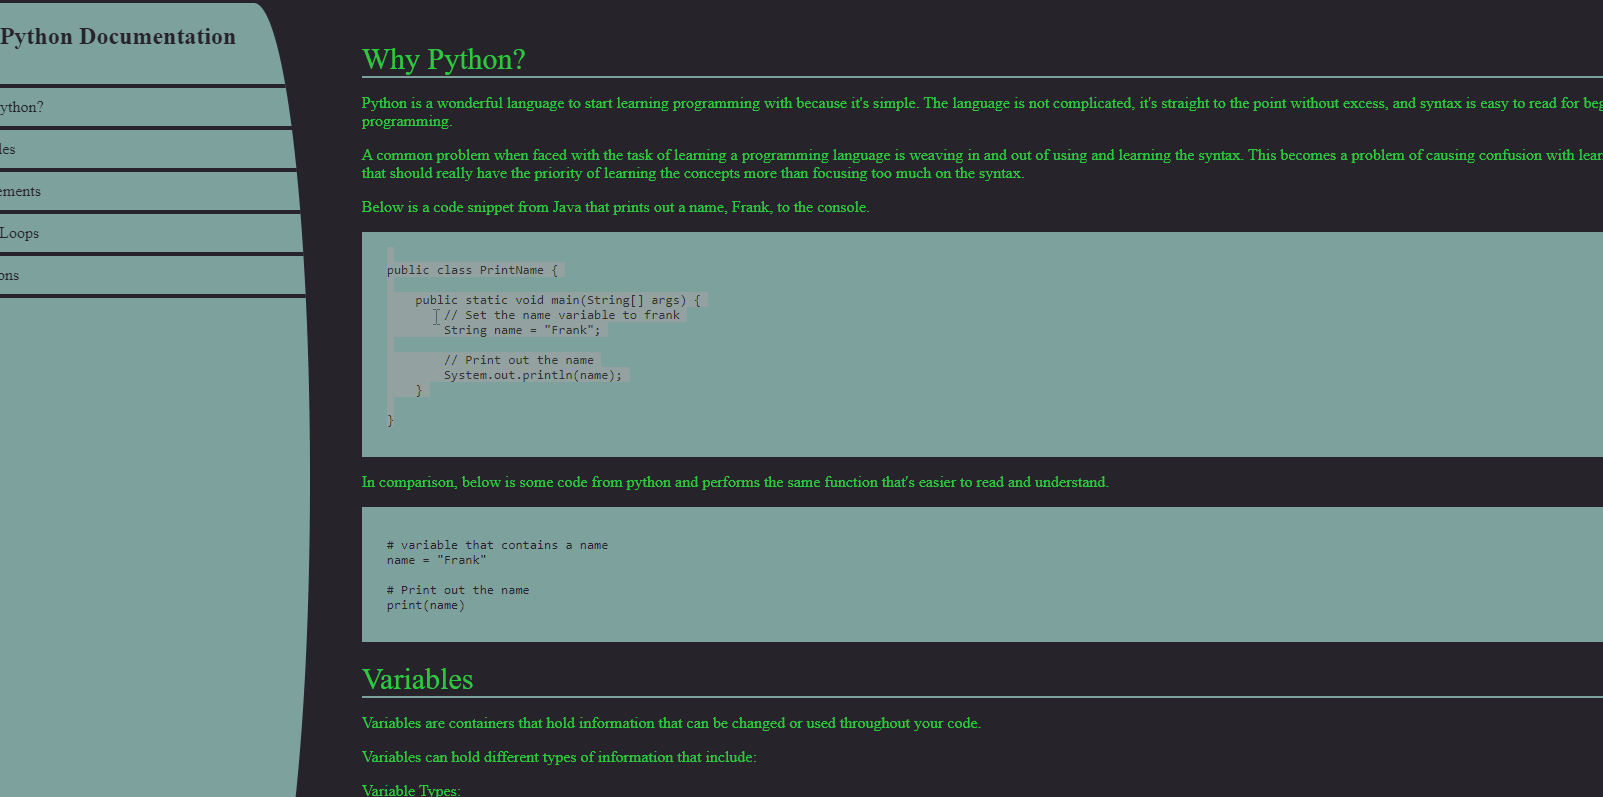 Python Documentation
ython?
les
ements
Loops
ons
Why Python?
Python is a wonderful language to start learning programming with because it's simple. The language is not complicated, it's straight to the point without excess, and syntax is easy to read for beg
programming.
A common problem when faced with the task of learning a programming language is weaving in and out of using and learning the syntax. This becomes a problem of causing confusion with lear
that should really have the priority of learning the concepts more than focusing too much on the syntax.
Below is a code snippet from Java that prints out a name, Frank, to the console.
public class PrintName {
public static void main(String[] args) {
// Set the name variable to frank
String name = "Frank";
// Print out the name
System.out.println(name);
}
}
In comparison, below is some code from python and performs the same function that's easier to read and understand.
# variable that contains a name
name = "Frank"
# Print out the name
print(name)
Variables
Variables are containers that hold information that can be changed or used throughout your code.
Variables can hold different types of information that include:
Variable Types: